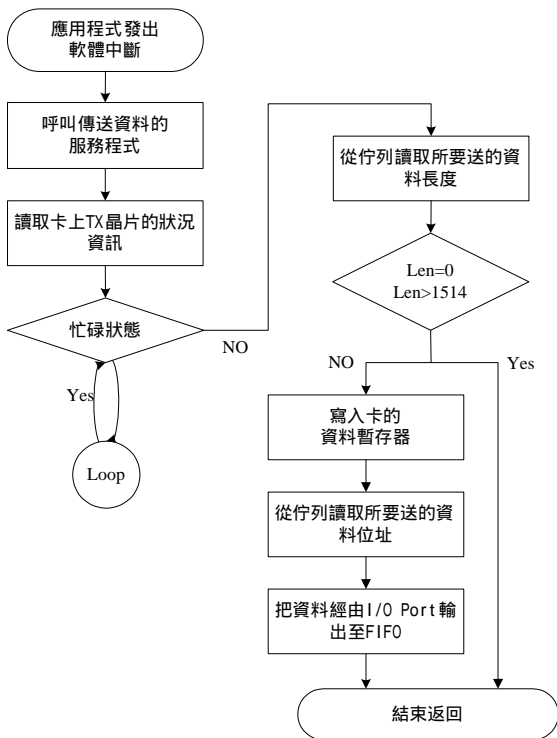 應用程式發出
軟體中斷
呼叫傳送資料的
服務程式
讀取卡上TX晶片的狀況
資訊
忙碌狀態
NO
Yes
Loop
從佇列讀取所要送的資
料長度
Len=0
Len>1514
NO
Yes
寫入卡的
資料暫存器
從佇列讀取所要送的資
料位址
把資料經由I/O Port輸
出至FIFO
結束返回